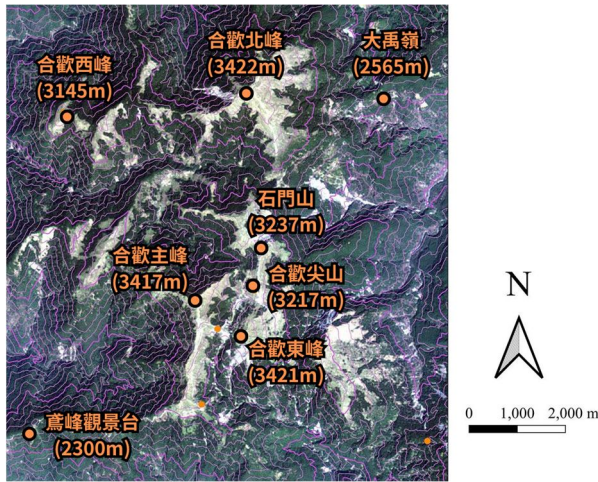 合歡北峰
(3422m)
大禹嶺
(2565m)
合歡西峰
(3145m)
石門山
(3237m)
合歡主峰
(3417m)
合歡尖山
(3217m)
合歡東峰
(3421m)
鳶峰觀景台
(2300m)
N
0 1,000 2,000 m